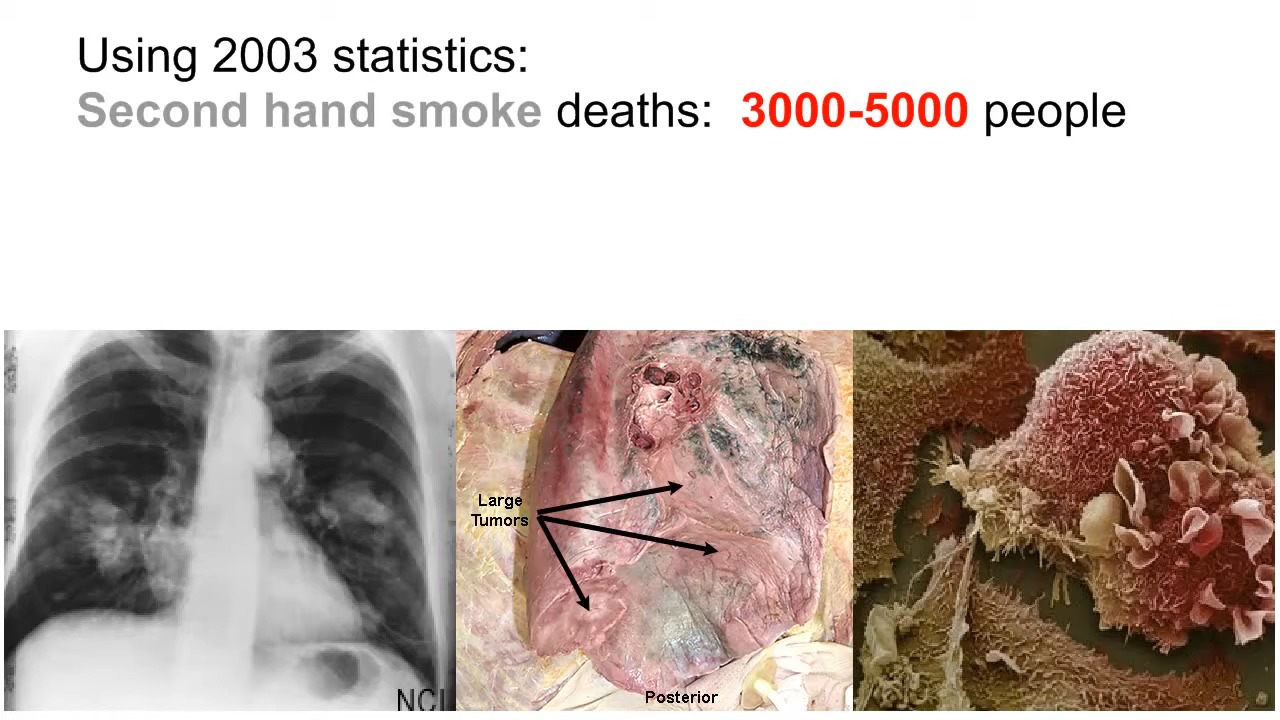 Using 2003 statistics:
Second hand smoke deaths: 3000-5000 people
Large
Tumors
Posterior
NCI